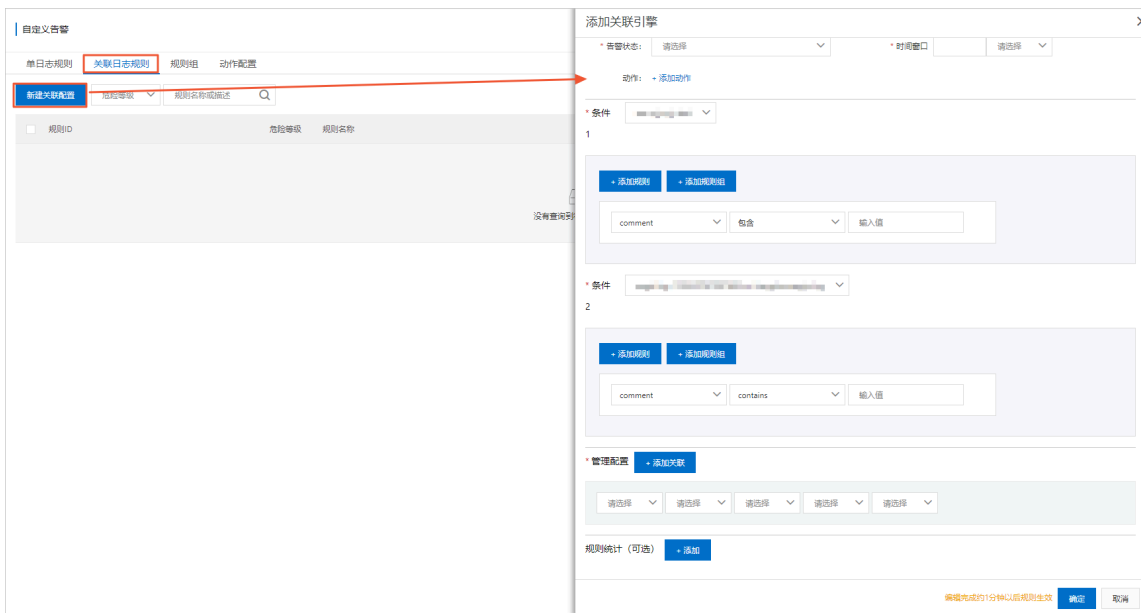 自定义告警
单日志规则 关联日志规则 规则组 动作配置
新建关联配置 危险等级 规则名称或描述
规则ID 危险等级 规则名称
没有查询到
添加关联引擎
* 告警状态: 请选择 * 时间窗口 请选择
动作: + 添加动作
* 条件
1
+ 添加规则 + 添加规则组
comment 包含 输入值
* 条件
2
+ 添加规则 + 添加规则组
comment contains 输入值
* 管理配置 + 添加关联
请选择 请选择 请选择 请选择 请选择
规则统计（可选） + 添加
编辑完成约1分钟以后规则生效 确定 取消